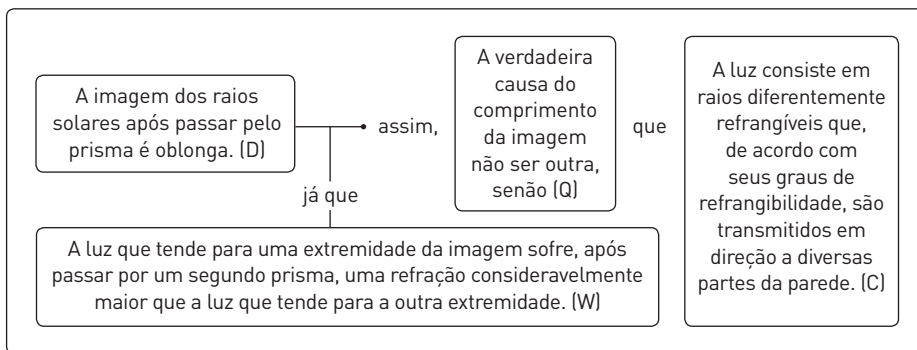 A imagem dos raios
solares após passar pelo
prisma é oblonga. (D)
assim,
A verdadeira
causa do
comprimento
da imagem
não ser outra,
senão (Q)
que
A luz consiste em
raios diferentemente
refrangíveis que,
de acordo com
seus graus de
refrangibilidade, são
transmitidos em
direção a diversas
partes da parede. (C)
já que
A luz que tende para uma extremidade da imagem sofre, após
passar por um segundo prisma, uma refração consideravelmente
maior que a luz que tende para a outra extremidade. (W)